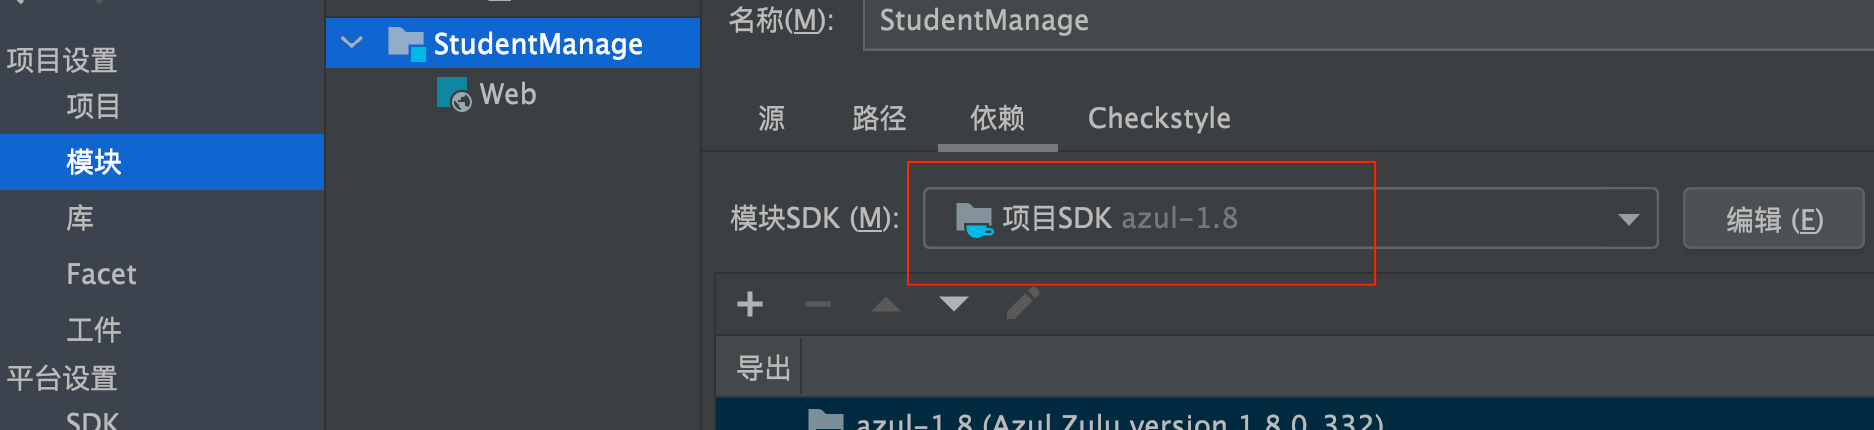 项目设置
项目
模块
库
Facet
工件
平台设置
SDK
StudentManage
Web
名称(M): StudentManage
源 路径 依赖 Checkstyle
模块SDK (M): 项目SDK azul-1.8 编辑 (E)
导出
azul-1.8 (Azul Zulu version 1.8.0_332)